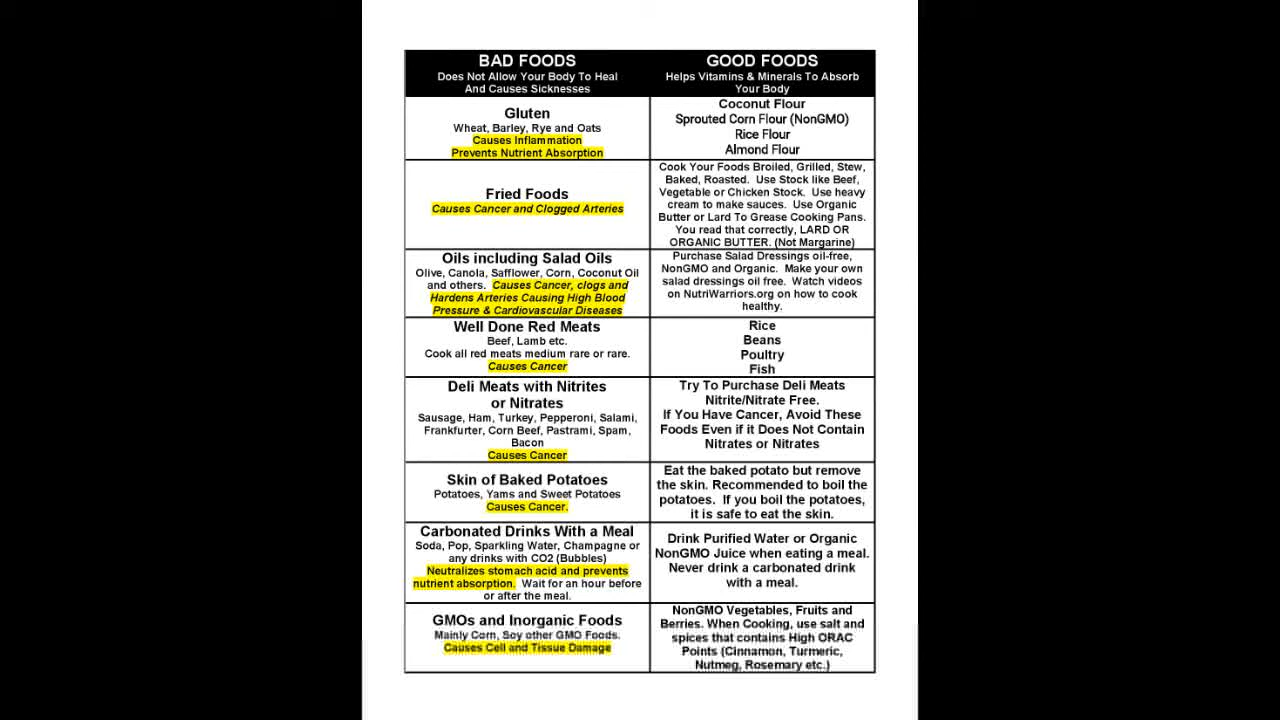 BAD FOODS
Does Not Allow Your Body To Heal
And Causes Sicknesses
GOOD FOODS
Helps Vitamins & Minerals To Absorb
Your Body
Gluten
Wheat, Barley, Rye and Oats
Causes Inflammation
Prevents Nutrient Absorption
Coconut Flour
Sprouted Corn Flour (NonGMO)
Rice Flour
Almond Flour
Fried Foods
Causes Cancer and Clogged Arteries
Cook Your Foods Broiled, Grilled, Stew,
Baked, Roasted. Use Stock like Beef,
Vegetable or Chicken Stock. Use heavy
cream to make sauces. Use Organic
Butter or Lard To Grease Cooking Pans.
You read that correctly, LARD OR
ORGANIC BUTTER. (Not Margarine)
Oils including Salad Oils
Olive, Canola, Safflower, Corn, Coconut Oil
and others. Causes Cancer, clogs and
Hardens Arteries Causing High Blood
Pressure & Cardiovascular Diseases
Purchase Salad Dressings oil-free,
NonGMO and Organic. Make your own
salad dressings oil free. Watch videos
on NutriWarriors.org on how to cook
healthy.
Well Done Red Meats
Beef, Lamb etc.
Cook all red meats medium rare or rare.
Causes Cancer
Rice
Beans
Poultry
Fish
Deli Meats with Nitrites
or Nitrates
Sausage, Ham, Turkey, Pepperoni, Salami,
Frankfurter, Corn Beef, Pastrami, Spam,
Bacon
Causes Cancer
Try To Purchase Deli Meats
Nitrite/Nitrate Free.
If You Have Cancer, Avoid These
Foods Even if it Does Not Contain
Nitrates or Nitrates
Skin of Baked Potatoes
Potatoes, Yams and Sweet Potatoes
Causes Cancer.
Eat the baked potato but remove
the skin. Recommended to boil the
potatoes. If you boil the potatoes,
it is safe to eat the skin.
Carbonated Drinks With a Meal
Soda, Pop, Sparkling Water, Champagne or
any drinks with CO2 (Bubbles)
Neutralizes stomach acid and prevents
nutrient absorption. Wait for an hour before
or after the meal.
Drink Purified Water or Organic
NonGMO Juice when eating a meal.
Never drink a carbonated drink
with a meal.
GMOs and Inorganic Foods
Mainly Corn, Soy other GMO Foods.
Causes Cell and Tissue Damage
NonGMO Vegetables, Fruits and
Berries. When Cooking, use salt and
spices that contains High ORAC
Points (Cinnamon, Turmeric,
Nutmeg, Rosemary etc.)